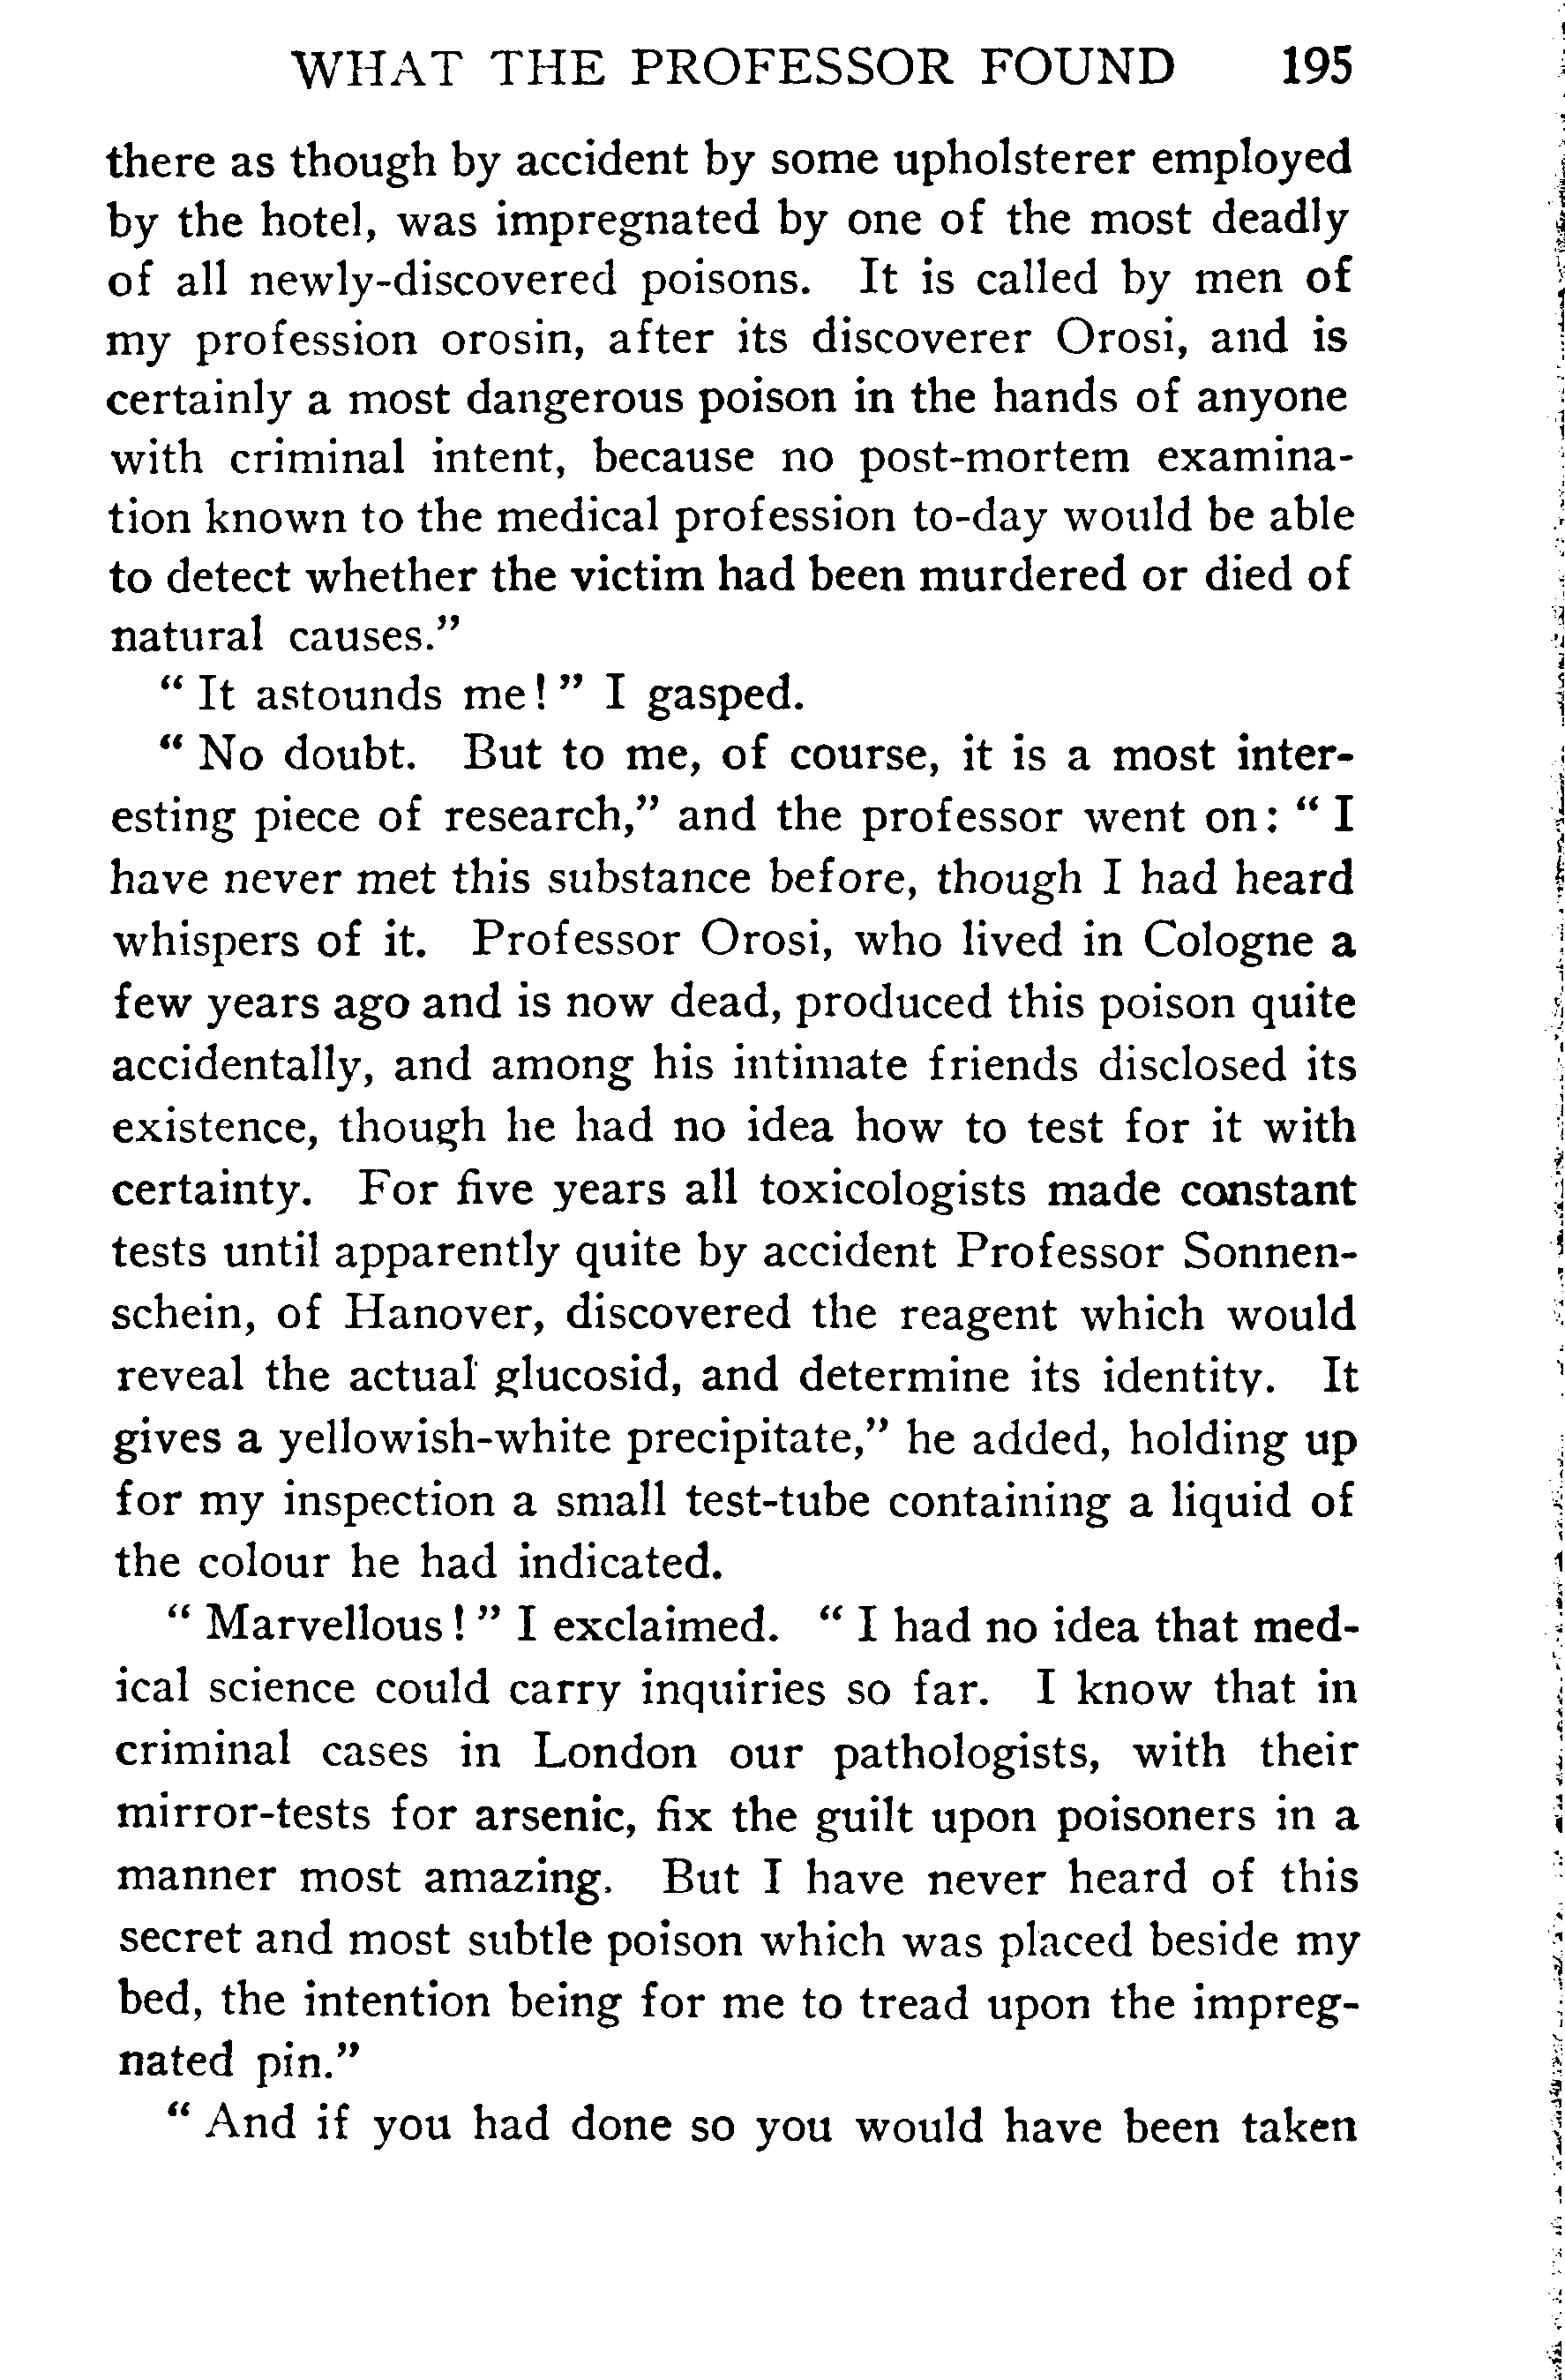 WHAT THE PROFESSOR FOUND 195
there as though by accident by some upholsterer employed
by the hotel, was impregnated by one of the most deadly
of all newly-discovered poisons. It is called by men of
my profession orosin, after its discoverer Orosi, and is
certainly a most dangerous poison in the hands of anyone
with criminal intent, because no post-mortem examina-
tion known to the medical profession to-day would be able
to detect whether the victim had been murdered or died of
natural causes.”
“ It astounds me! ” I gasped.
“ No doubt. But to me, of course, it is a most inter-
esting piece of research,” and the professor went on: “ I
have never met this substance before, though I had heard
whispers of it. Professor Orosi, who lived in Cologne a
few years ago and is now dead, produced this poison quite
accidentally, and among his intimate friends disclosed its
existence, though he had no idea how to test for it with
certainty. For five years all toxicologists made constant
tests until apparently quite by accident Professor Sonnen-
schein, of Hanover, discovered the reagent which would
reveal the actual glucosid, and determine its identity. It
gives a yellowish-white precipitate,” he added, holding up
for my inspection a small test-tube containing a liquid of
the colour he had indicated.
“ Marvellous! ” I exclaimed. “ I had no idea that med-
ical science could carry inquiries so far. I know that in
criminal cases in London our pathologists, with their
mirror-tests for arsenic, fix the guilt upon poisoners in a
manner most amazing. But I have never heard of this
secret and most subtle poison which was placed beside my
bed, the intention being for me to tread upon the impreg-
nated pin.”
“ And if you had done so you would have been taken